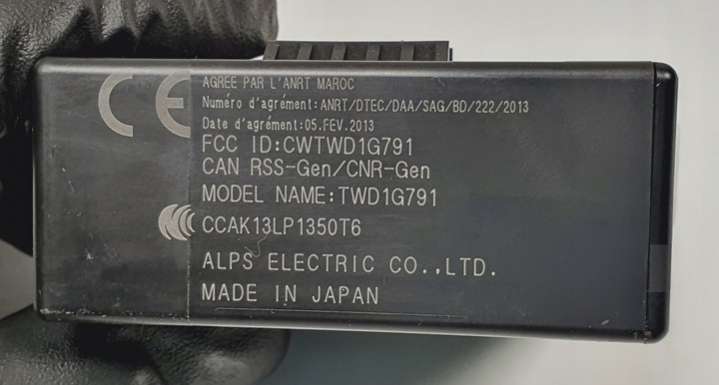 CE
AGREE PAR L'ANRT MAROC
Numéro d'agrément:ANRT/DTEC/DAA/SAG/BD/222/2013
Date d'agrément:05.FEV.2013
FCC ID:CWTWD1G791
CAN RSS-Gen/CNR-Gen
MODEL NAME:TWD1G791
CCAK13LP1350T6
ALPS ELECTRIC CO.,LTD.
MADE IN JAPAN